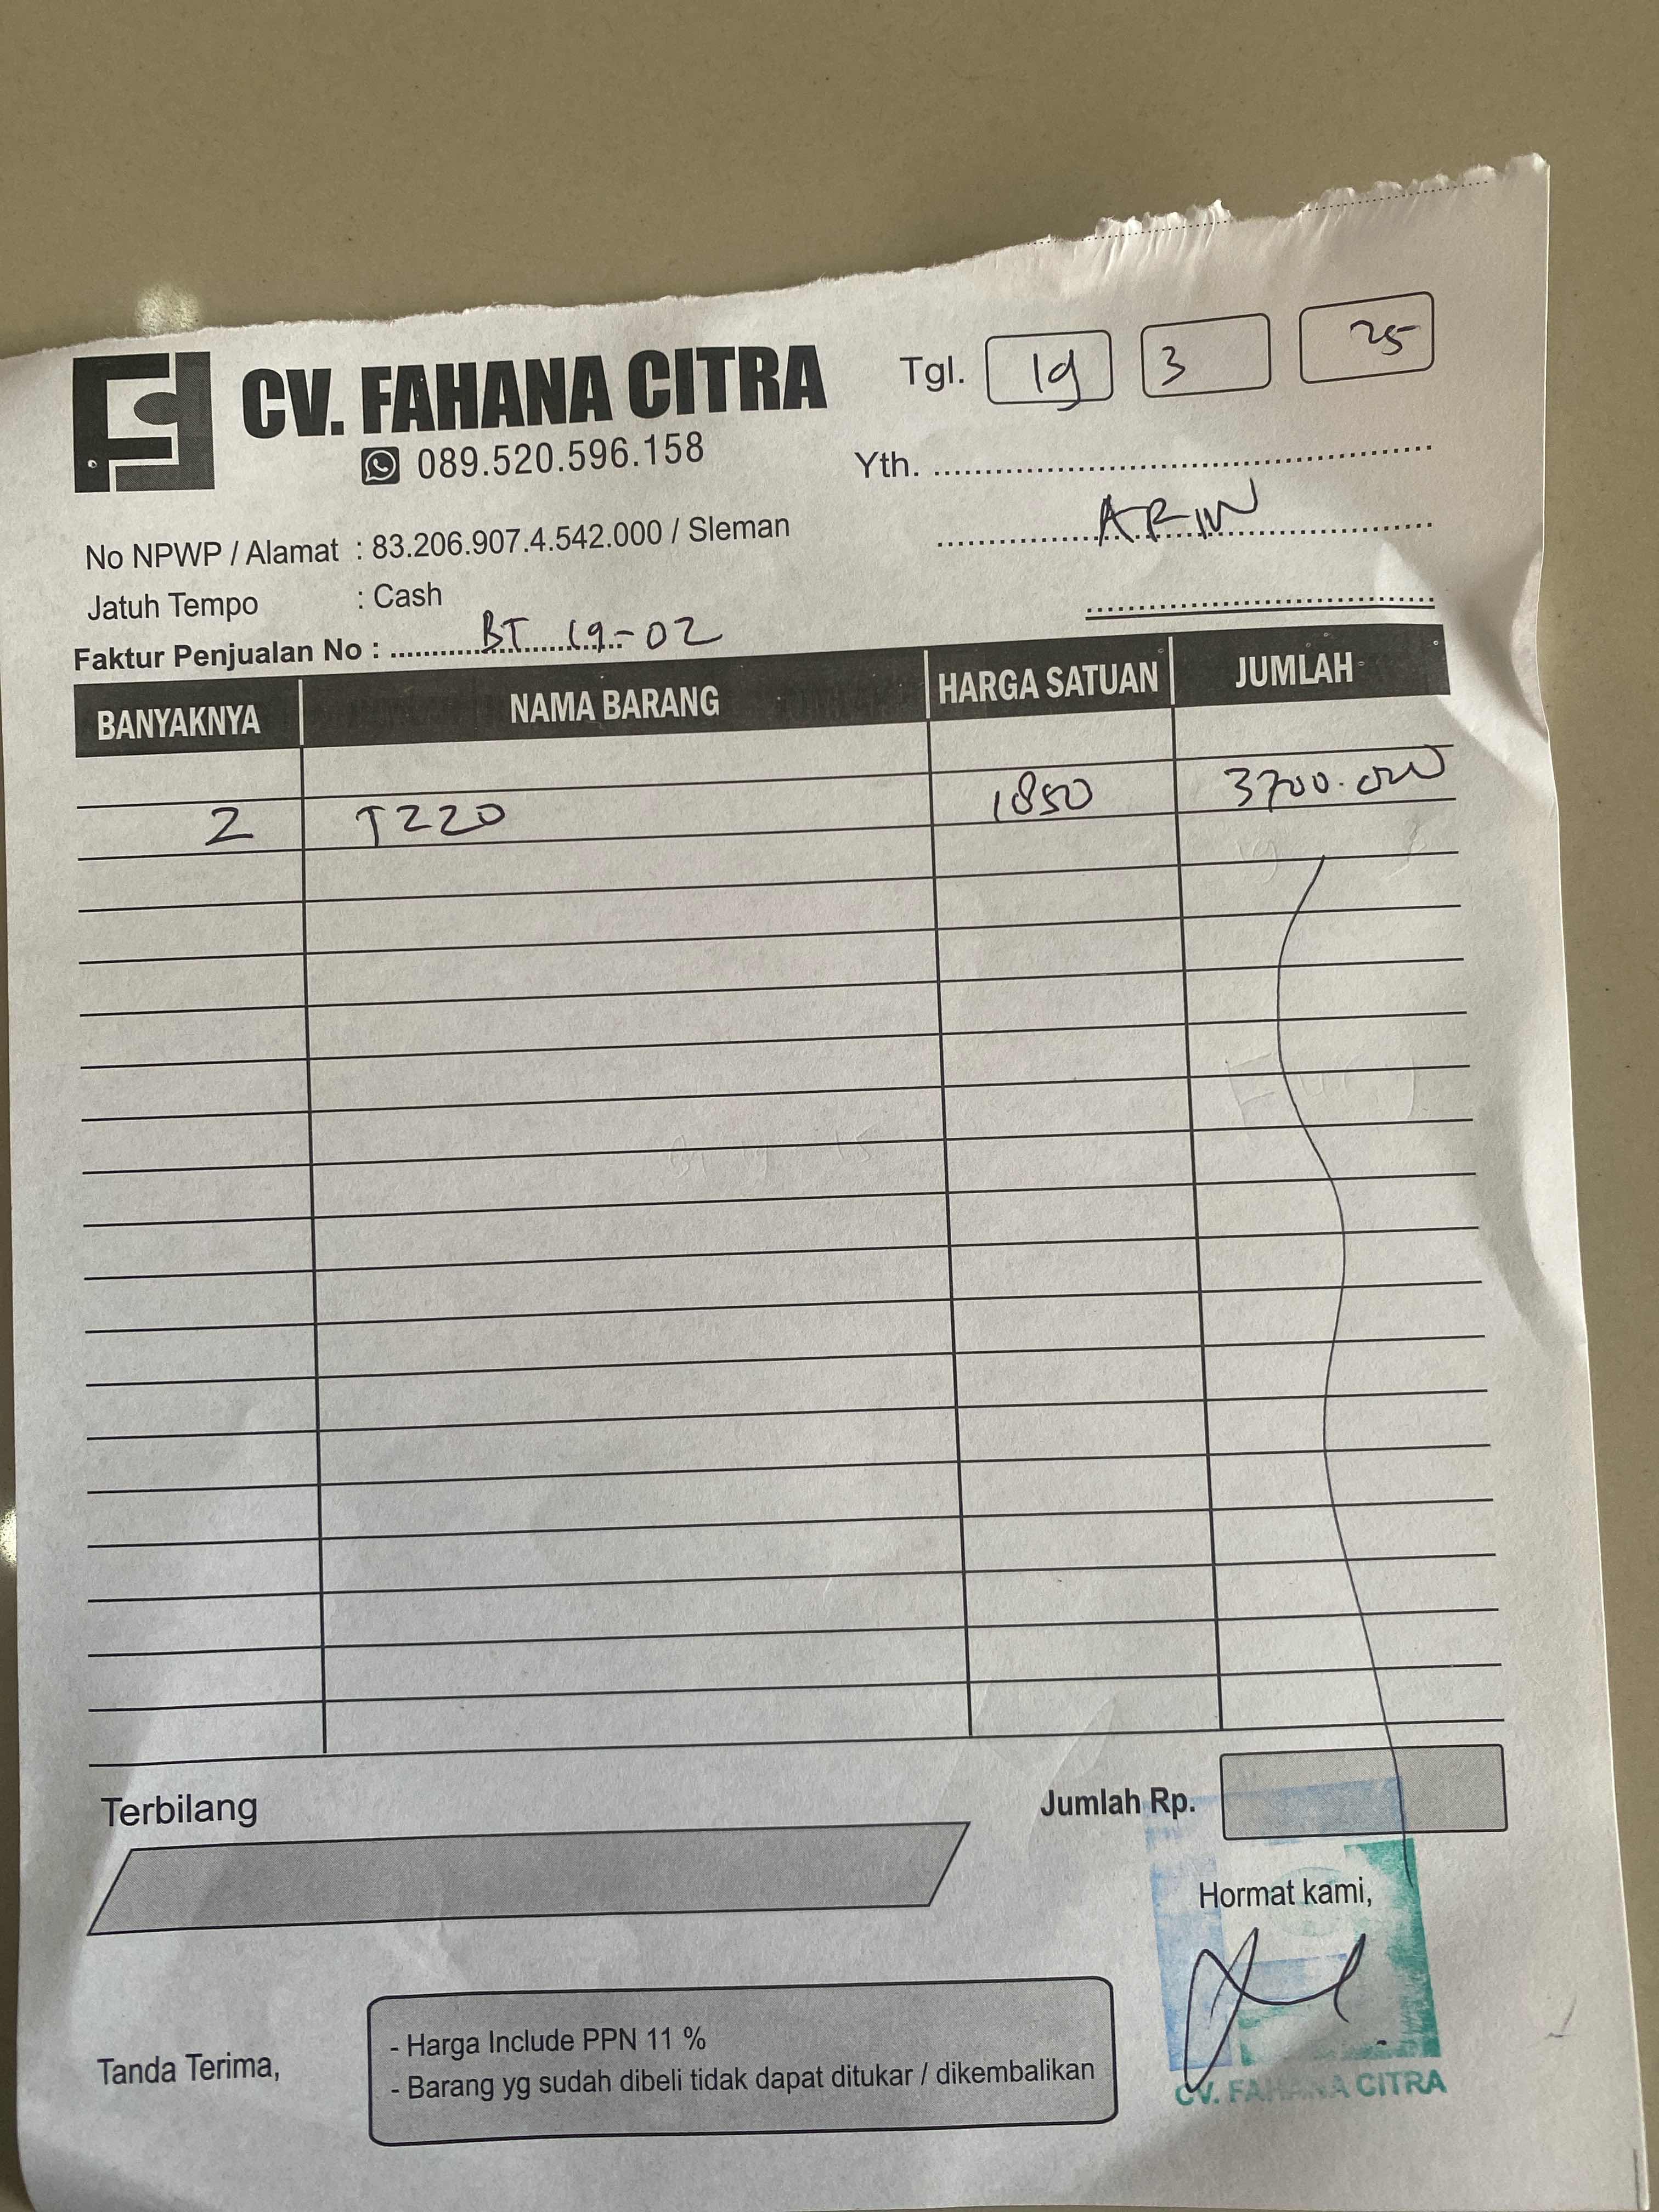 CV. FAHANA CITRA
089.520.596.158
Tgl. 19 3 25
Yth.
ARIN
No NPWP / Alamat : 83.206.907.4.542.000 / Sleman
Jatuh Tempo : Cash
Faktur Penjualan No : BT 19-02
BANYAKNYA NAMA BARANG HARGA SATUAN JUMLAH
2 T220 1850 3700.000
Terbilang
Jumlah Rp.
Hormat kami,
Tanda Terima,
- Harga Include PPN 11 %
- Barang yg sudah dibeli tidak dapat ditukar / dikembalikan
CV. FAHANA CITRA